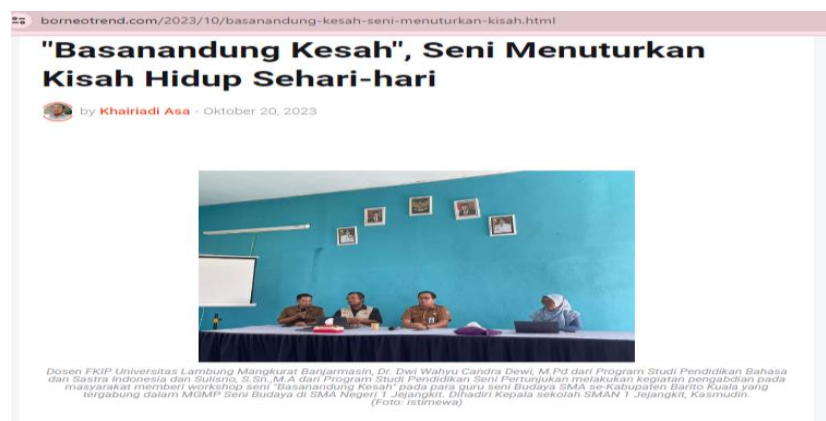 borneotrend.com/2023/10/basanandung-kesah-seni-menuturkan-kisah.html
"Basanandung Kesah", Seni Menuturkan
Kisah Hidup Sehari-hari
by Khairiadi Asa - Oktober 20, 2023
Dosen FKIP Universitas Lambung Mangkurat Banjarmasin, Dr. Dwi Wahyu Candra Dewi, M.Pd dari Program Studi Pendidikan Bahasa
dan Sastra Indonesia dan Sulisno, S.Sn.,M.A dari Program Studi Pendidikan Seni Pertunjukan melakukan kegiatan pengabdian pada
masyarakat memberi workshop seni "Basanandung Kesah" pada para guru seni Budaya SMA se-Kabupaten Barito Kuala yang
tergabung dalam MGMP Seni Budaya di SMA Negeri 1 Jejangkit. Dihadiri Kepala sekolah SMAN 1 Jejangkit, Kasmudin.
(Foto: istimewa)